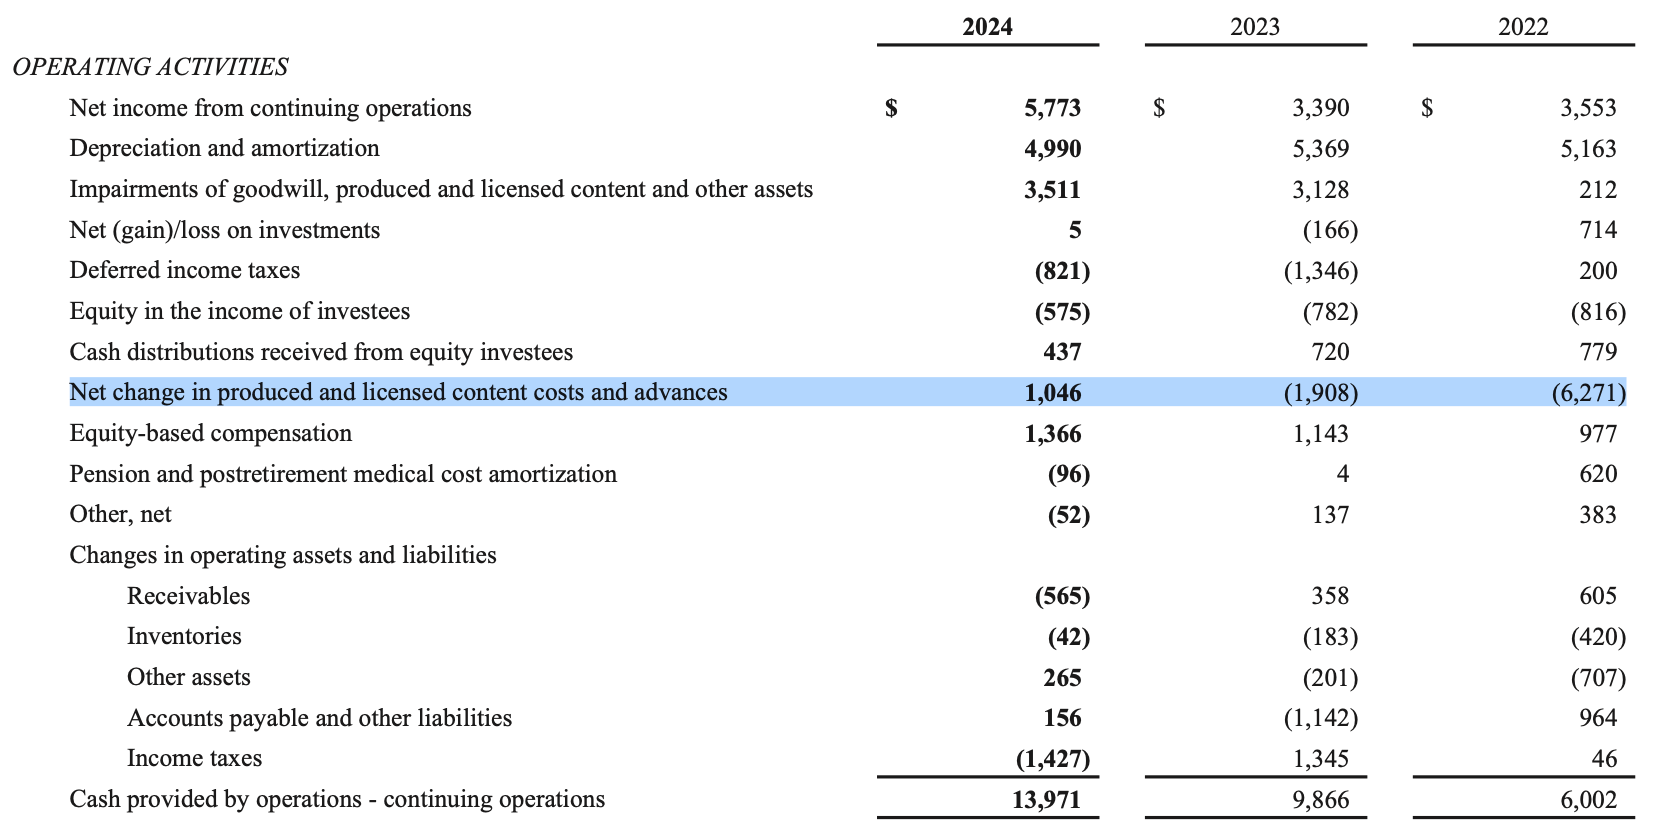 2024 2023 2022
OPERATING ACTIVITIES
Net income from continuing operations $ 5,773 $ 3,390 $ 3,553
Depreciation and amortization 4,990 5,369 5,163
Impairments of goodwill, produced and licensed content and other assets 3,511 3,128 212
Net (gain)/loss on investments 5 (166) 714
Deferred income taxes (821) (1,346) 200
Equity in the income of investees (575) (782) (816)
Cash distributions received from equity investees 437 720 779
Net change in produced and licensed content costs and advances 1,046 (1,908) (6,271)
Equity-based compensation 1,366 1,143 977
Pension and postretirement medical cost amortization (96) 4 620
Other, net (52) 137 383
Changes in operating assets and liabilities
Receivables (565) 358 605
Inventories (42) (183) (420)
Other assets 265 (201) (707)
Accounts payable and other liabilities 156 (1,142) 964
Income taxes (1,427) 1,345 46
Cash provided by operations - continuing operations 13,971 9,866 6,002